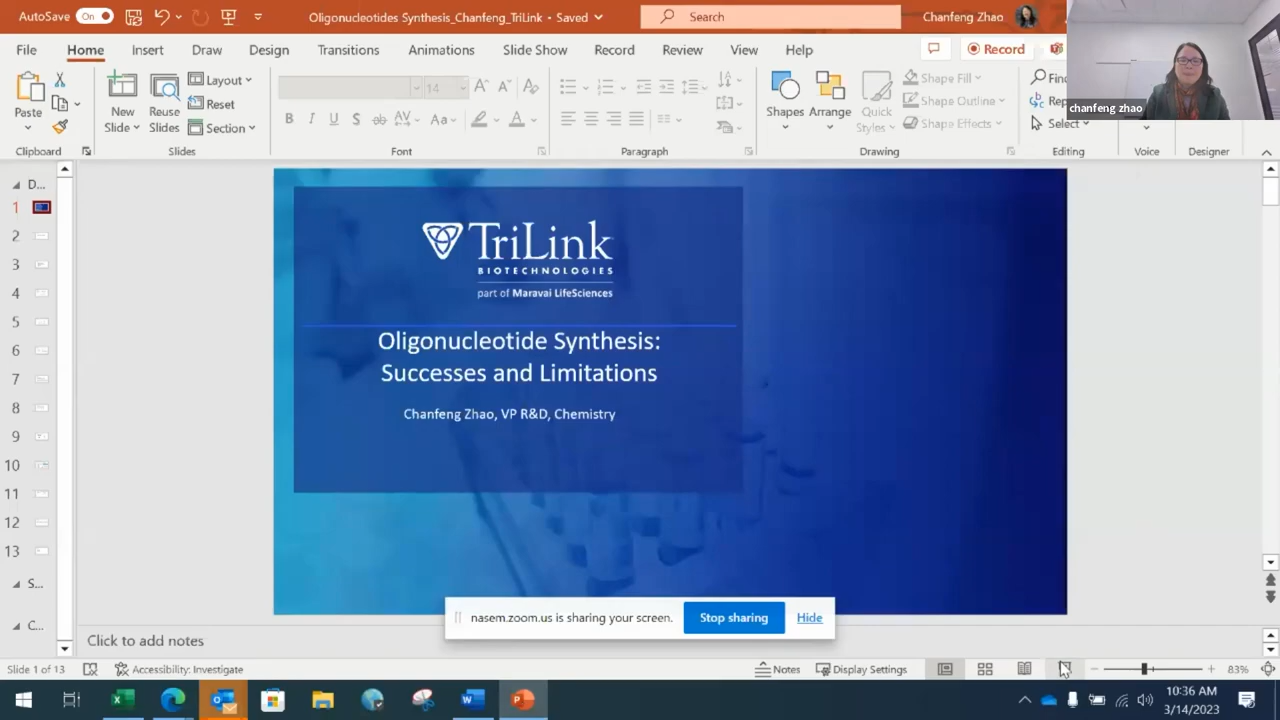 AutoSave On Oligonucleotides Synthesis_Chanfeng_TriLink • Saved Search Chanfeng Zhao
File Home Insert Draw Design Transitions Animations Slide Show Record Review View Help Record
chanfeng zhao
Paste New Slide Reuse Slides Layout Reset Section
B I U S ab AV Aa A
Shapes Arrange Quick Styles Shape Fill Shape Outline Shape Effects
Select
Clipboard Slides Font Paragraph Drawing Editing Voice Designer
D...
1
2
3
4
5
6
7
8
9
10
11
12
13
S...
C...
TriLink
BIOTECHNOLOGIES
part of Maravai LifeSciences
Oligonucleotide Synthesis:
Successes and Limitations
Chanfeng Zhao, VP R&D, Chemistry
nasem.zoom.us is sharing your screen. Stop sharing Hide
Click to add notes
Slide 1 of 13 Accessibility: Investigate Notes Display Settings 83%
10:36 AM
3/14/2023